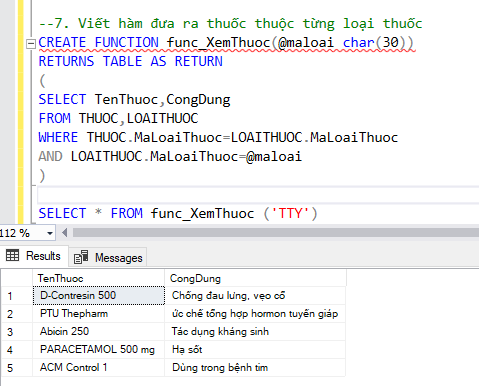 --7. Viết hàm đưa ra thuốc thuộc từng loại thuốc
CREATE FUNCTION func_XemThuoc(@maloai char(30))
RETURNS TABLE AS RETURN
(
SELECT TenThuoc,CongDung
FROM THUOC,LOAITHUOC
WHERE THUOC.MaLoaiThuoc=LOAITHUOC.MaLoaiThuoc
AND LOAITHUOC.MaLoaiThuoc=@maloai
)
SELECT * FROM func_XemThuoc ('TTY')
112 %
Results Messages
TenThuoc CongDung
1 D-Contresin 500 Chống đau lưng, vẹo cổ
2 PTU Thepharm ức chế tổng hợp hormon tuyến giáp
3 Abicin 250 Tác dụng kháng sinh
4 PARACETAMOL 500 mg Hạ sốt
5 ACM Control 1 Dùng trong bệnh tim